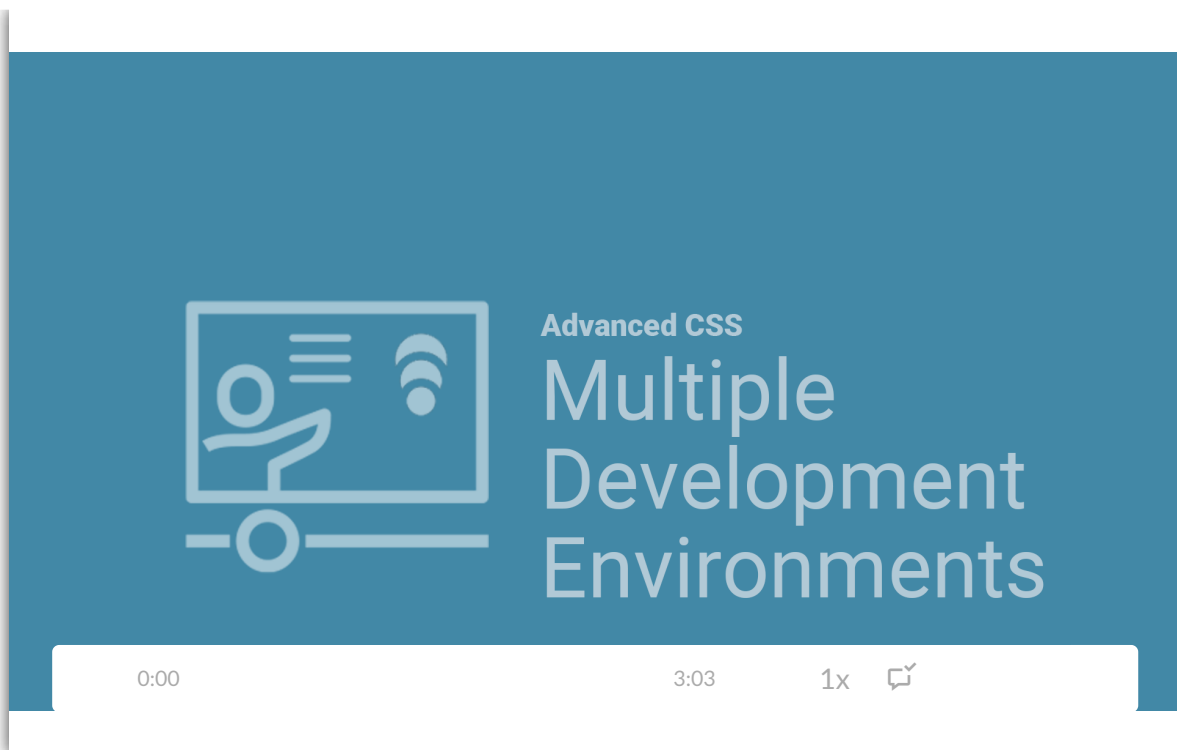 Advanced CSS
Multiple
Development
Environments
0:00 3:03 1x